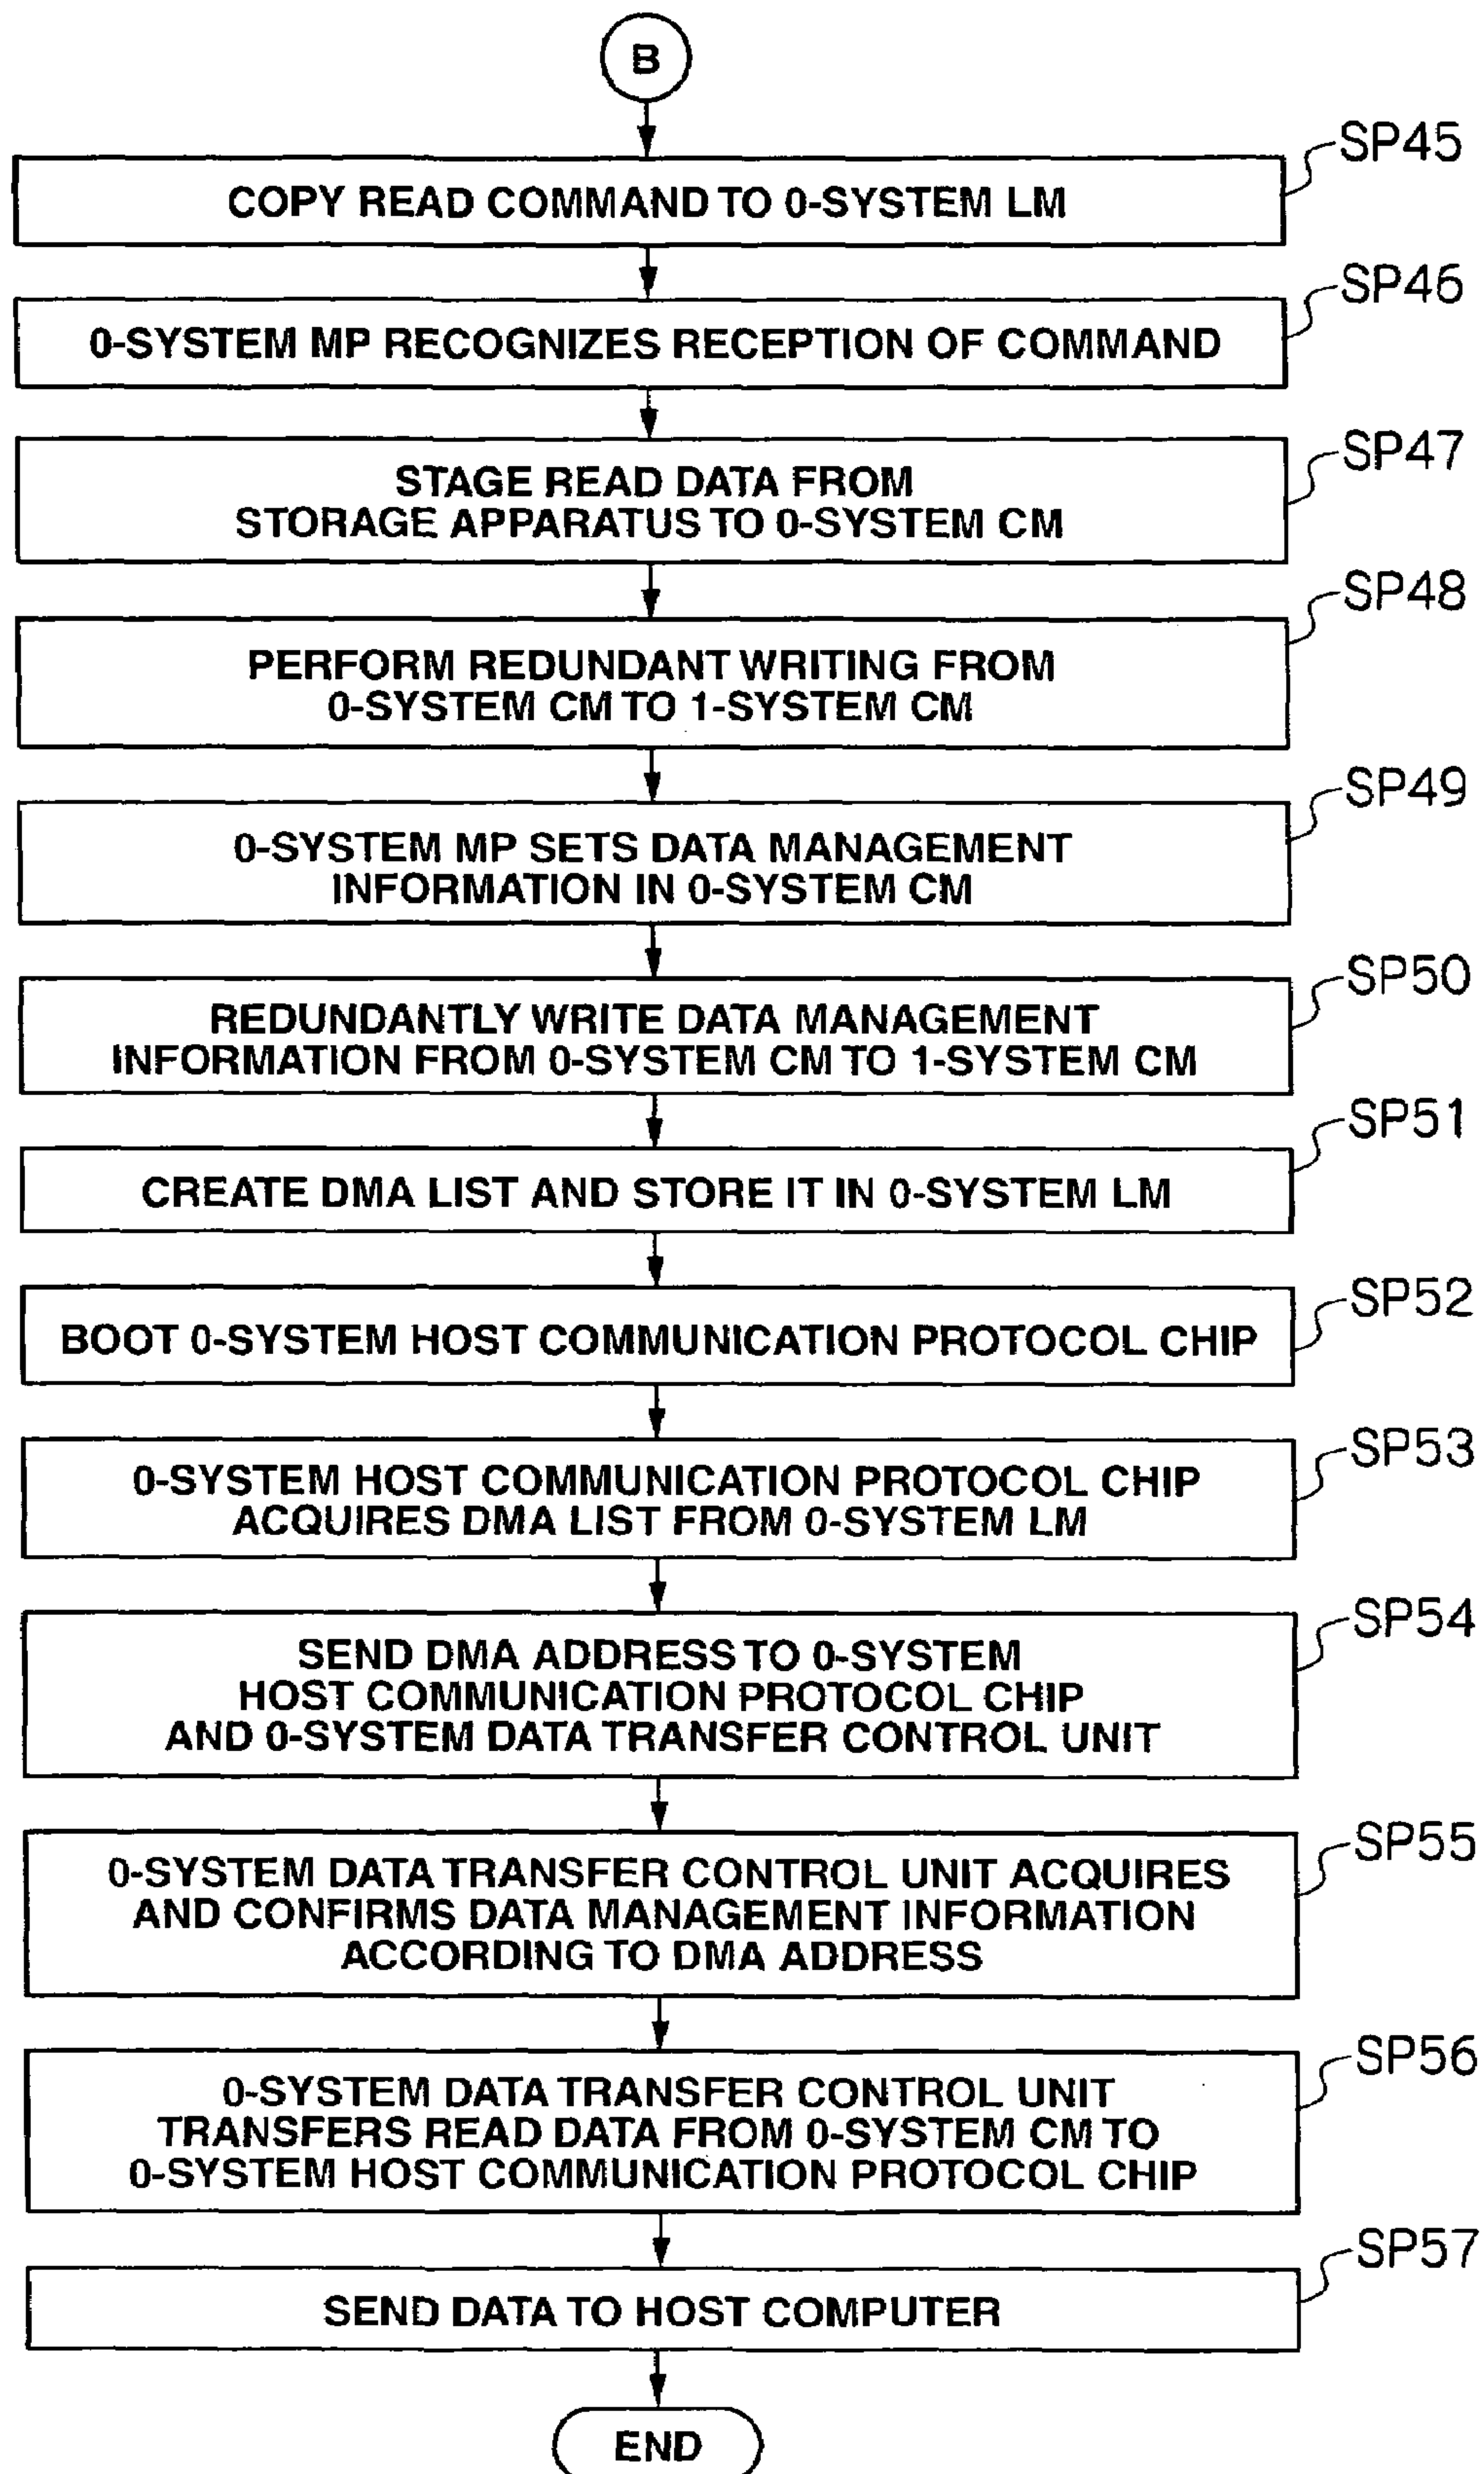 B
SP45
COPY READ COMMAND TO 0-SYSTEM LM
SP46
0-SYSTEM MP RECOGNIZES RECEPTION OF COMMAND
SP47
STAGE READ DATA FROM
STORAGE APPARATUS TO 0-SYSTEM CM
SP48
PERFORM REDUNDANT WRITING FROM
0-SYSTEM CM TO 1-SYSTEM CM
SP49
0-SYSTEM MP SETS DATA MANAGEMENT
INFORMATION IN 0-SYSTEM CM
SP50
REDUNDANTLY WRITE DATA MANAGEMENT
INFORMATION FROM 0-SYSTEM CM TO 1-SYSTEM CM
SP51
CREATE DMA LIST AND STORE IT IN 0-SYSTEM LM
SP52
BOOT 0-SYSTEM HOST COMMUNICATION PROTOCOL CHIP
SP53
0-SYSTEM HOST COMMUNICATION PROTOCOL CHIP
ACQUIRES DMA LIST FROM 0-SYSTEM LM
SP54
SEND DMA ADDRESS TO 0-SYSTEM
HOST COMMUNICATION PROTOCOL CHIP
AND 0-SYSTEM DATA TRANSFER CONTROL UNIT
SP55
0-SYSTEM DATA TRANSFER CONTROL UNIT ACQUIRES
AND CONFIRMS DATA MANAGEMENT INFORMATION
ACCORDING TO DMA ADDRESS
SP56
0-SYSTEM DATA TRANSFER CONTROL UNIT
TRANSFERS READ DATA FROM 0-SYSTEM CM TO
0-SYSTEM HOST COMMUNICATION PROTOCOL CHIP
SP57
SEND DATA TO HOST COMPUTER
END